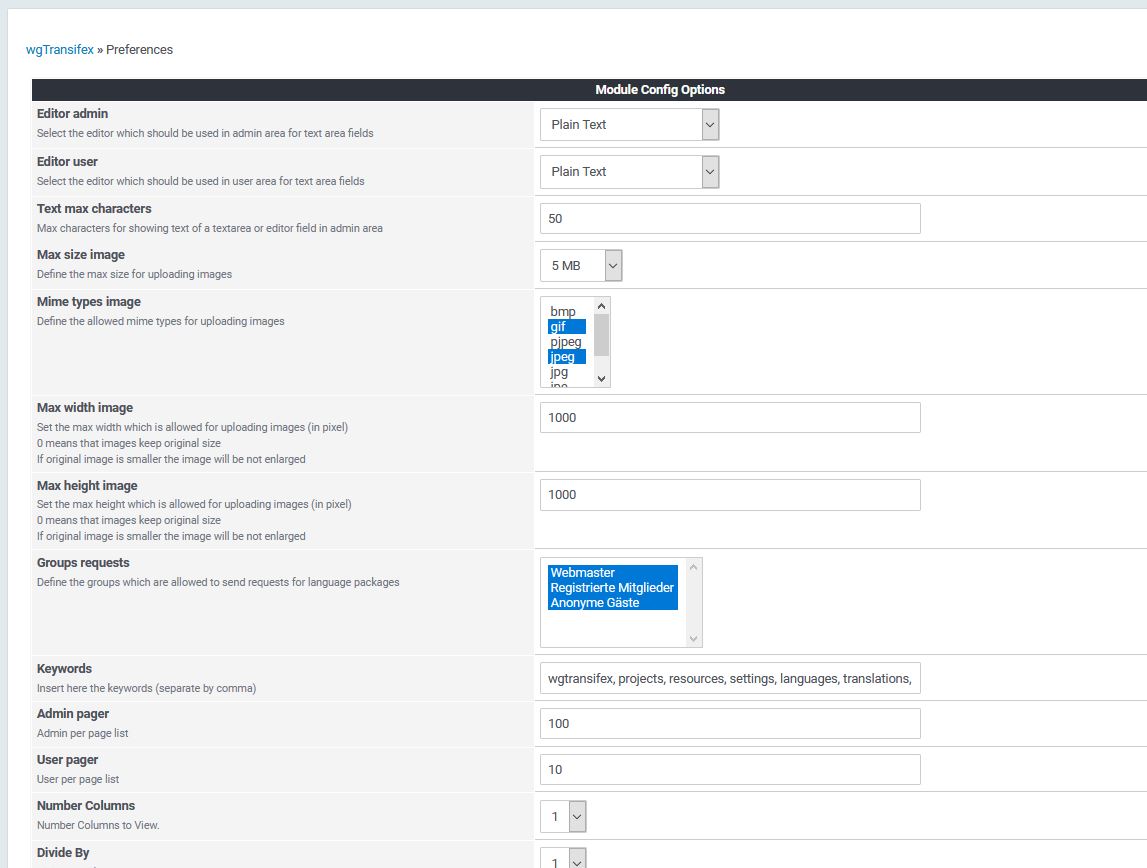 wgTransifex » Preferences
Module Config Options
Editor admin
Select the editor which should be used in admin area for text area fields
Plain Text
Editor user
Select the editor which should be used in user area for text area fields
Plain Text
Text max characters
Max characters for showing text of a textarea or editor field in admin area
50
Max size image
Define the max size for uploading images
5 MB
Mime types image
Define the allowed mime types for uploading images
bmp
gif
pjpeg
jpeg
jpg
Max width image
Set the max width which is allowed for uploading images (in pixel)
0 means that images keep original size
If original image is smaller the image will be not enlarged
1000
Max height image
Set the max height which is allowed for uploading images (in pixel)
0 means that images keep original size
If original image is smaller the image will be not enlarged
1000
Groups requests
Define the groups which are allowed to send requests for language packages
Webmaster
Registrierte Mitglieder
Anonyme Gäste
Keywords
Insert here the keywords (separate by comma)
wgtransifex, projects, resources, settings, languages, translations,
Admin pager
Admin per page list
100
User pager
User per page list
10
Number Columns
Number Columns to View.
1
Divide By
1